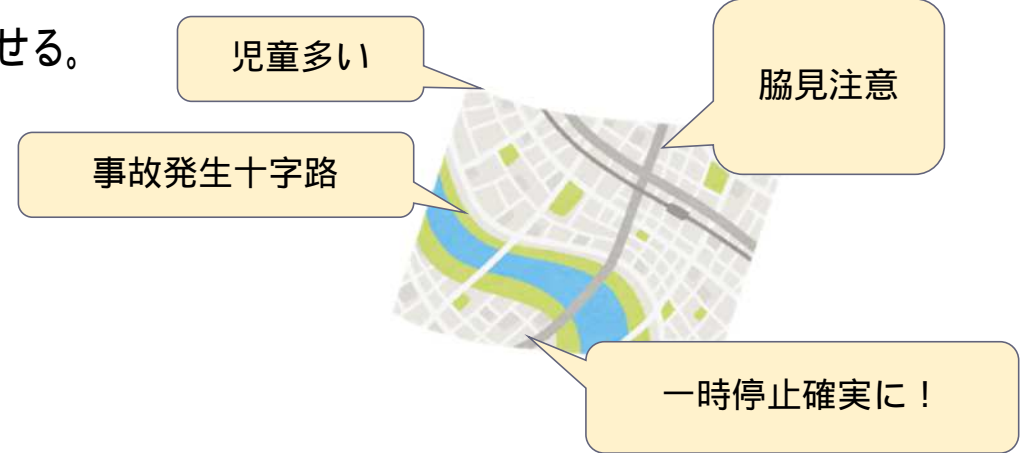 せる。
児童多い
脇見注意
事故発生十字路
一時停止確実に！